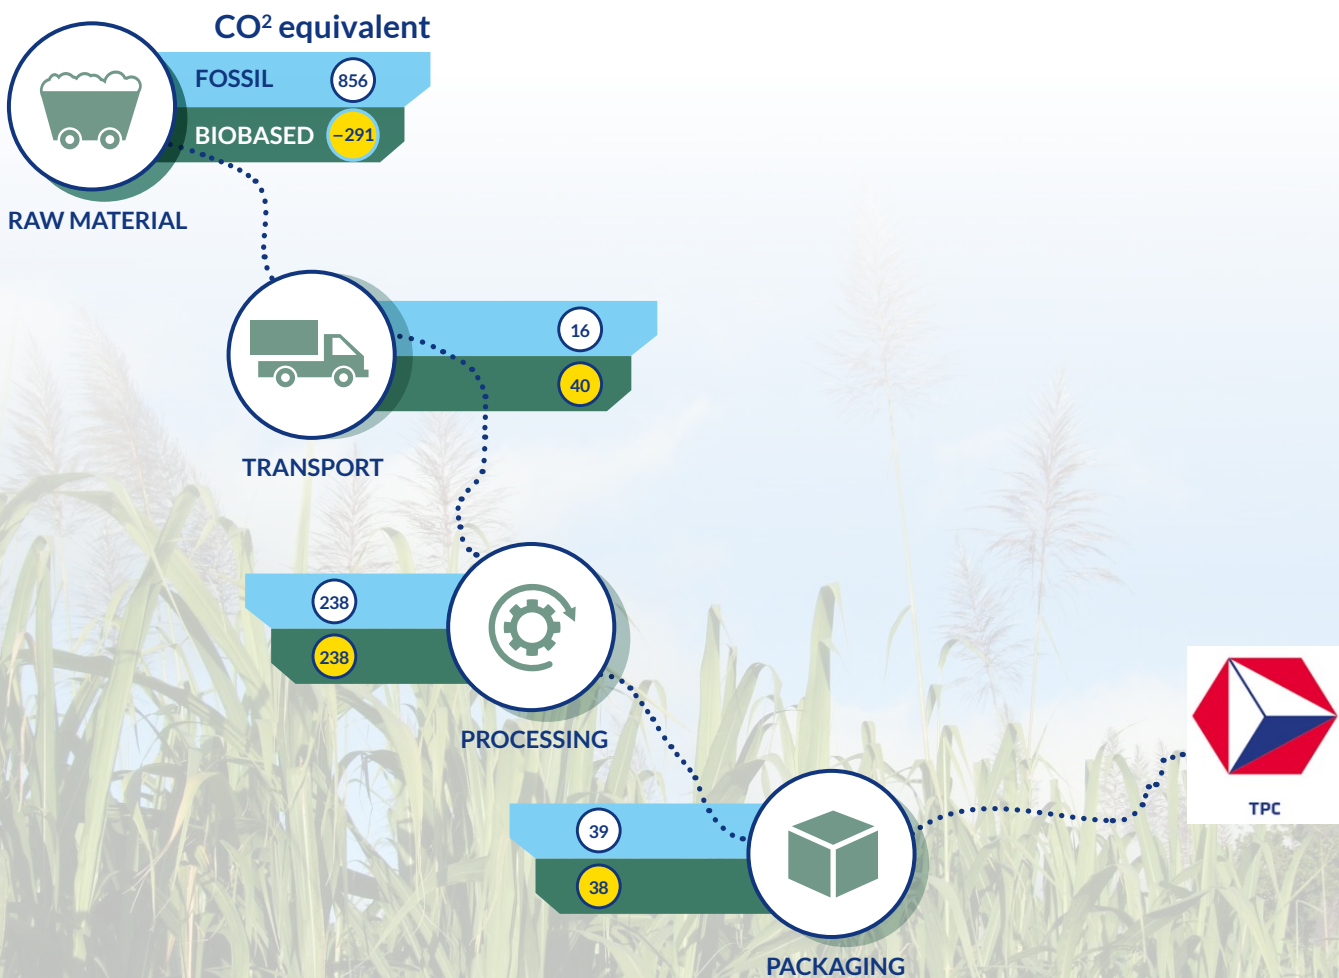 CO² equivalent
FOSSIL 856
BIOBASED –291
RAW MATERIAL
16
40
TRANSPORT
238
238
PROCESSING
39
38
PACKAGING
TPC